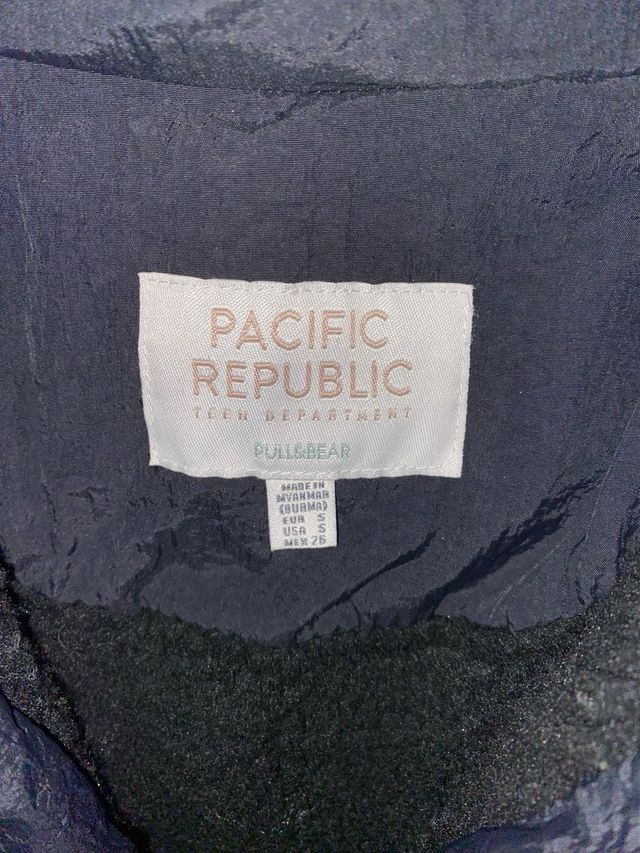 PACIFIC
REPUBLIC
TEEN DEPARTMENT
PULL&BEAR
MADE IN
MYANMAR
(BURMA)
EUR S
USA S
MEX 26